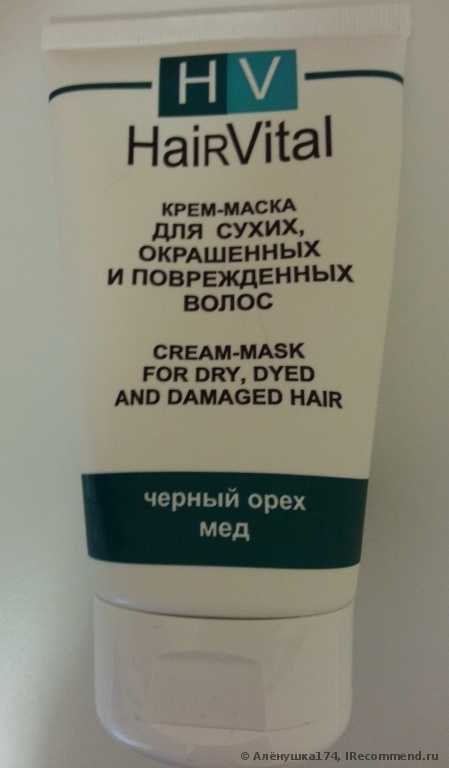 HV
HairVital
КРЕМ-МАСКА
ДЛЯ СУХИХ,
ОКРАШЕННЫХ
И ПОВРЕЖДЕННЫХ
ВОЛОС
CREAM-MASK
FOR DRY, DYED
AND DAMAGED HAIR
черный орех
мед
© Алёнушка174, IRecommend.ru